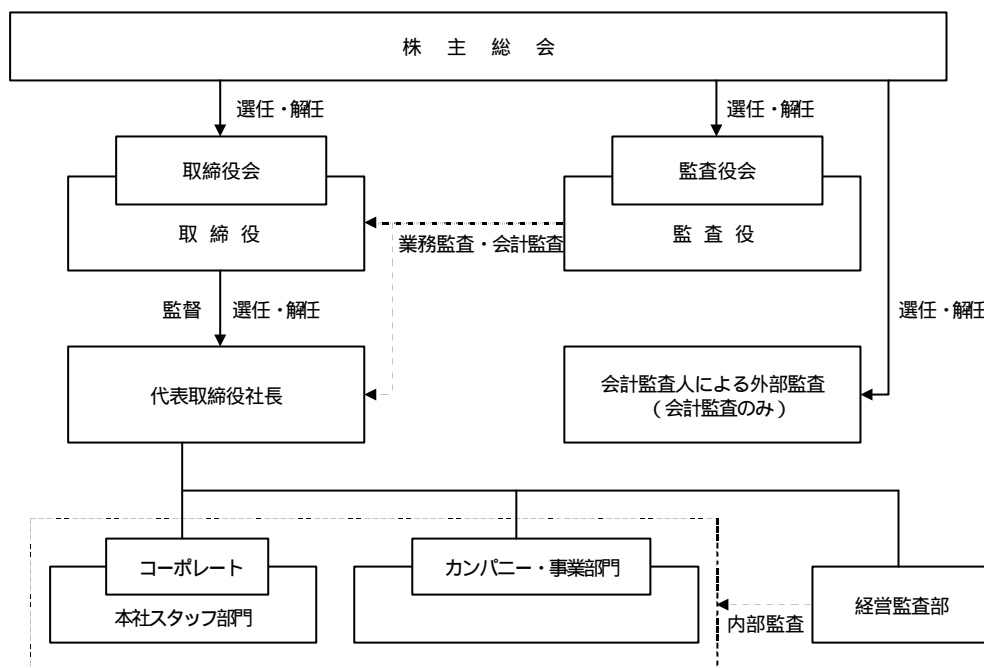 株 主 総 会
選任・解任
選任・解任
取締役会
監査役会
取 締 役
監 査 役
業務監査・会計監査
監督
選任・解任
選任・解任
代表取締役社長
会計監査人による外部監査
(会計監査のみ)
コーポレート
カンパニー・事業部門
本社スタッフ部門
経営監査部
内部監査